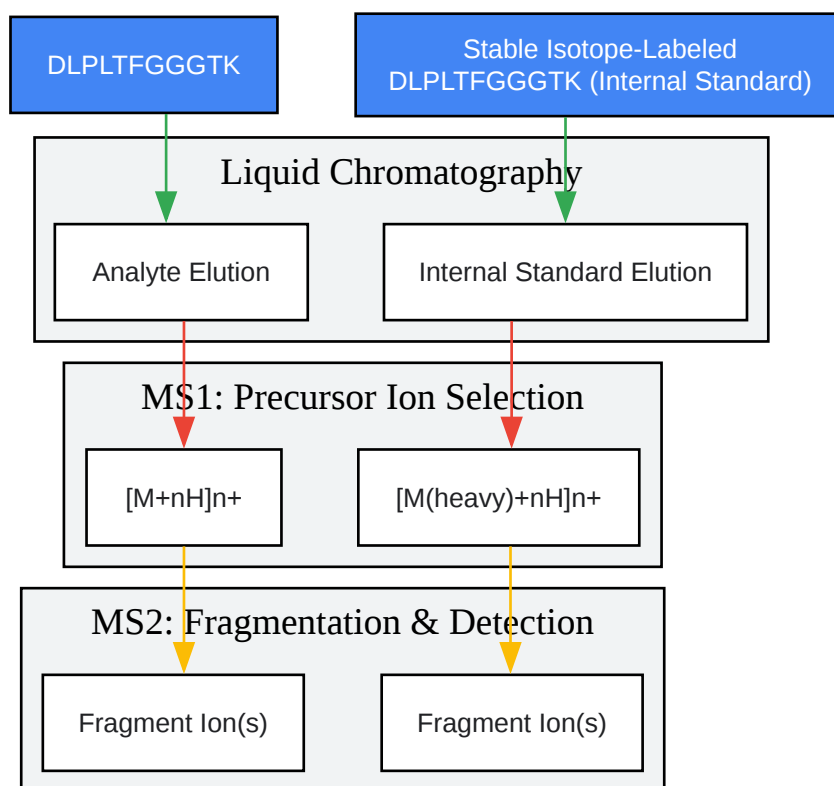 DLPLTFGGGTK
Stable Isotope-Labeled
DLPLTFGGGTK (Internal Standard)
Liquid Chromatography
Analyte Elution
Internal Standard Elution
MS1: Precursor Ion Selection
[M+nH]n+
[M(heavy)+nH]n+
MS2: Fragmentation & Detection
Fragment Ion(s)
Fragment Ion(s)